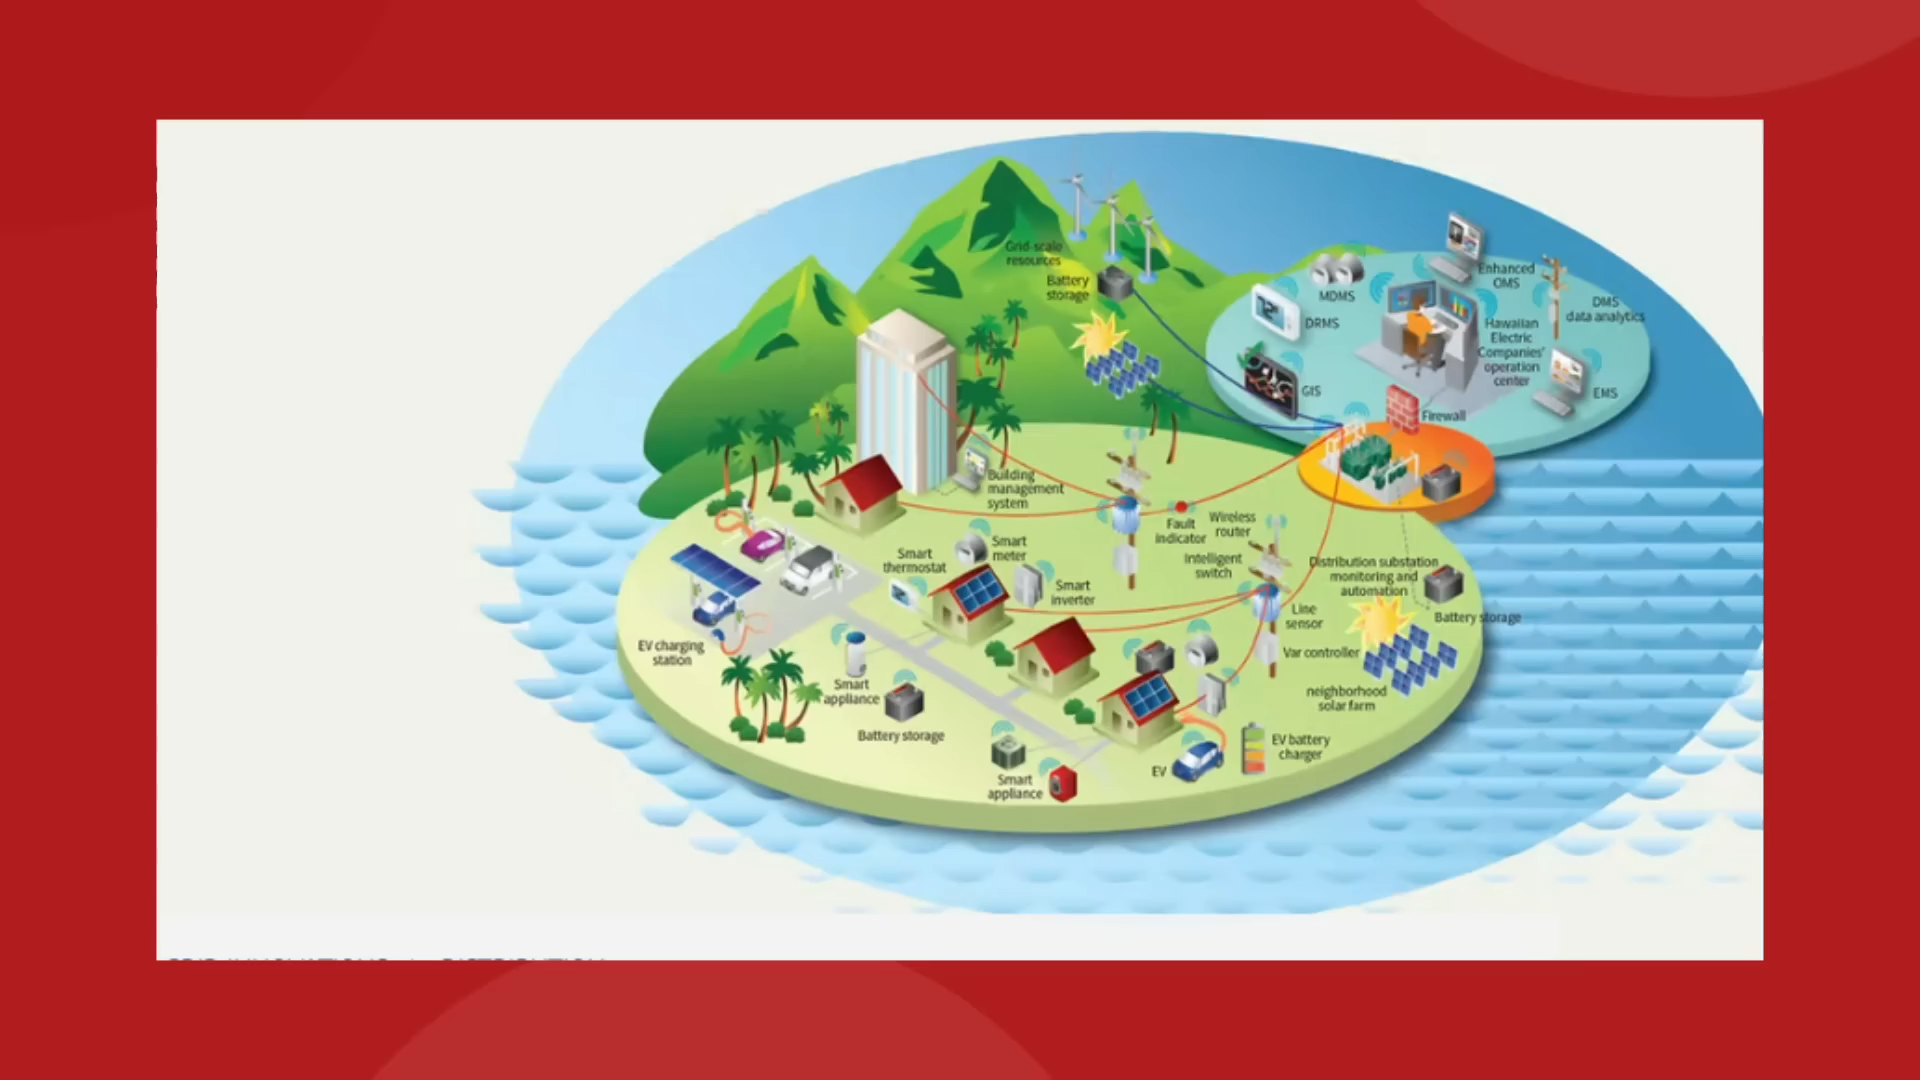 Grid-scale
resources
Battery
storage
MDMS
Enhanced
OMS
DMS
data analytics
DRMS
Hawaiian
Electric
Companies'
operation
center
GIS
EMS
Firewall
Building
management
system
Fault
indicator
Wireless
router
Smart
meter
Smart
thermostat
Intelligent
switch
Distribution substation
monitoring and
automation
Smart
inverter
Line
sensor
Battery storage
EV charging
station
Var controller
Smart
appliance
neighborhood
solar farm
Battery storage
EV battery
charger
EV
Smart
appliance